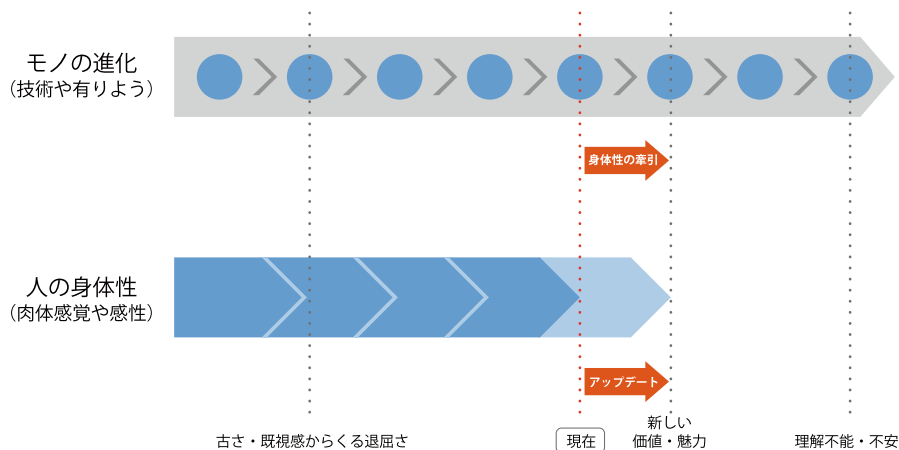 モノの進化
（技術や有りよう）
身体性の牽引
人の身体性
（肉体感覚や感性）
アップデート
古さ・既視感からくる退屈さ
現在
新しい
価値・魅力
理解不能・不安